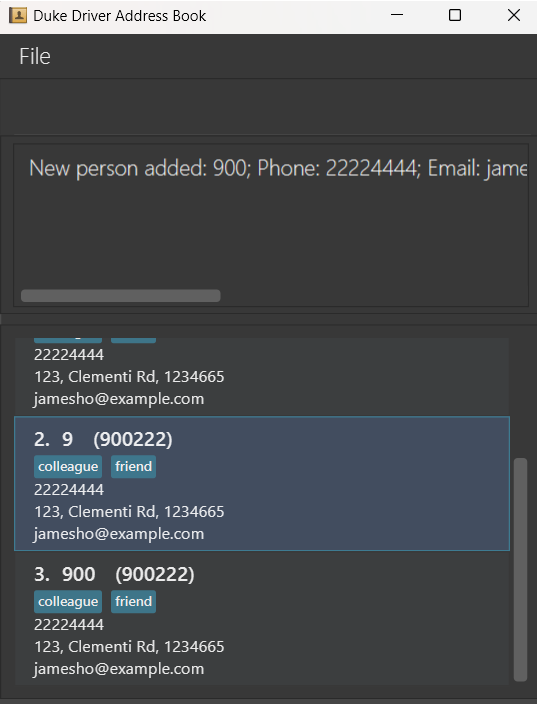 Duke Driver Address Book
File
New person added: 900; Phone: 22224444; Email: jame
22224444
123, Clementi Rd, 1234665
jamesho@example.com
2. 9 (900222)
colleague friend
22224444
123, Clementi Rd, 1234665
jamesho@example.com
3. 900 (900222)
colleague friend
22224444
123, Clementi Rd, 1234665
jamesho@example.com